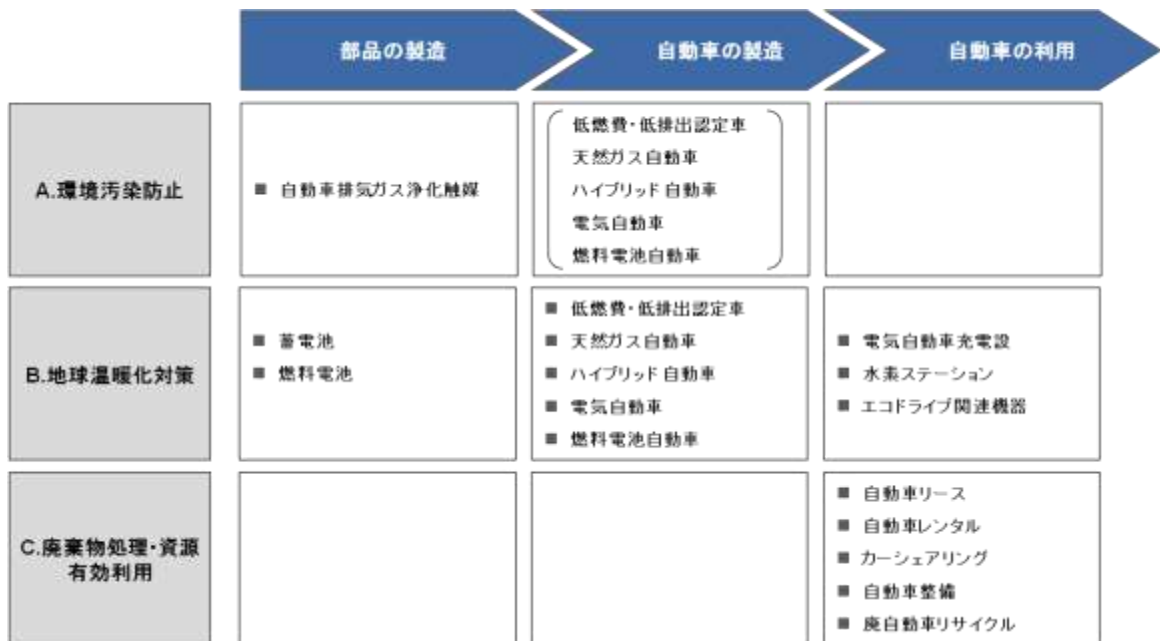 部品の製造
自動車の製造
自動車の利用
A.環境汚染防止
■ 自動車排気ガス浄化触媒
低燃費・低排出認定車
天然ガス自動車
ハイブリッド自動車
電気自動車
燃料電池自動車
B.地球温暖化対策
■ 蓄電池
■ 燃料電池
■ 低燃費・低排出認定車
■ 天然ガス自動車
■ ハイブリッド自動車
■ 電気自動車
■ 燃料電池自動車
■ 電気自動車充電設
■ 水素ステーション
■ エコドライブ関連機器
C.廃棄物処理・資源
有効利用
■ 自動車リース
■ 自動車レンタル
■ カーシェアリング
■ 自動車整備
■ 廃自動車リサイクル